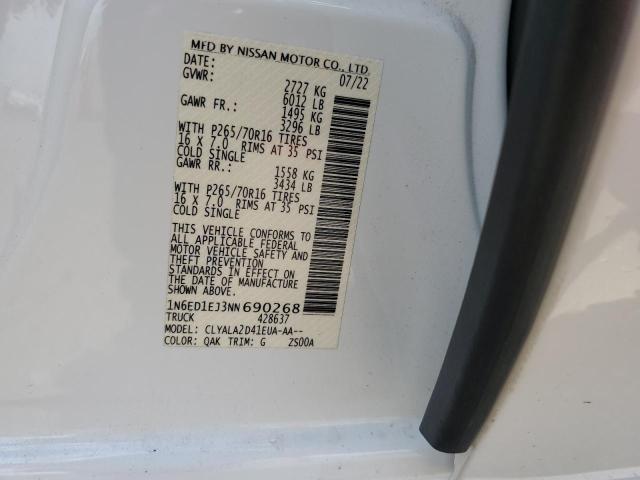 MFD BY NISSAN MOTOR CO., LTD.
DATE: 07/22
GVWR: 2727 KG
6012 LB
GAWR FR.: 1495 KG
3296 LB
WITH P265/70R16 TIRES
16 X 7.0 RIMS AT 35 PSI
COLD SINGLE
GAWR RR.: 1558 KG
3434 LB
WITH P265/70R16 TIRES
16 X 7.0 RIMS AT 35 PSI
COLD SINGLE
THIS VEHICLE CONFORMS TO
ALL APPLICABLE FEDERAL
MOTOR VEHICLE SAFETY AND
THEFT PREVENTION
STANDARDS IN EFFECT ON
THE DATE OF MANUFACTURE
SHOWN ABOVE.
1N6ED1EJ3NN690268
TRUCK 428637
MODEL: CLYALA2D41EUA-AA--
COLOR: QAK TRIM: G ZS00A